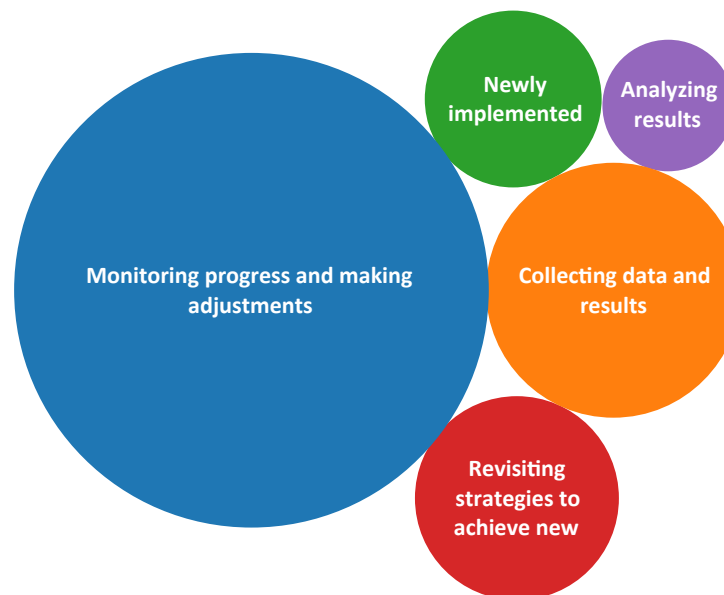 Newly
implemented
Analyzing
results
Monitoring progress and making
adjustments
Collecting data and
results
Revisiting
strategies to
achieve new